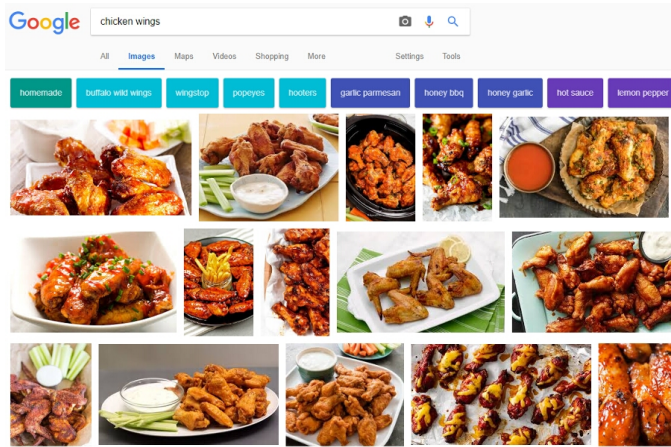 Google chicken wings
All Images Maps Videos Shopping More Settings Tools
homemade buffalo wild wings wingstop popeyes hooters garlic parmesan honey bbq honey garlic hot sauce lemon pepper